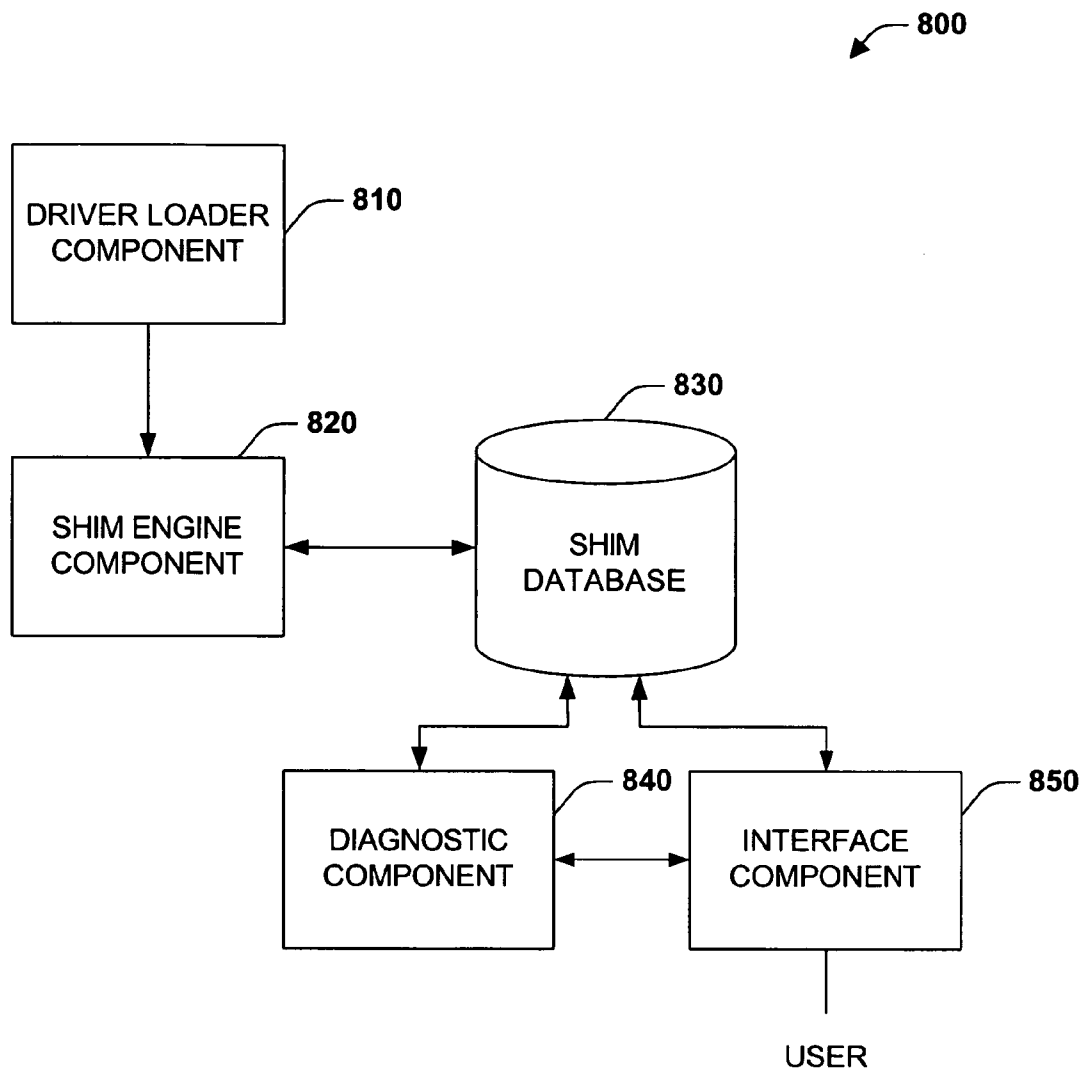 800
DRIVER LOADER
COMPONENT
810
820
SHIM ENGINE
COMPONENT
830
SHIM
DATABASE
840
DIAGNOSTIC
COMPONENT
850
INTERFACE
COMPONENT
USER